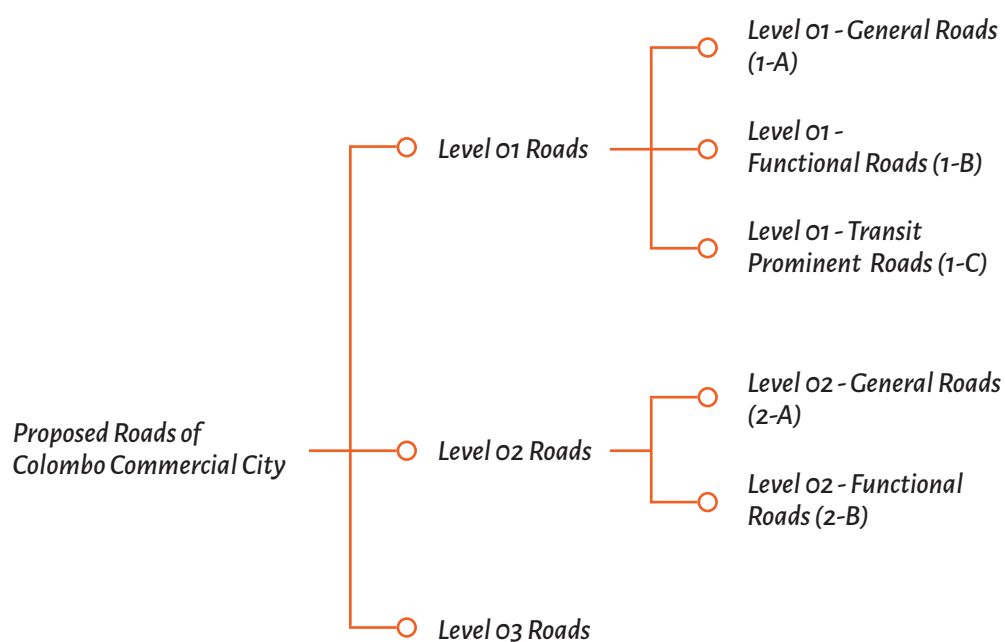 Level 01 - General Roads
(1-A)
Level 01 -
Functional Roads (1-B)
Level 01 Roads
Level 01 - Transit
Prominent Roads (1-C)
Level 02 - General Roads
(2-A)
Proposed Roads of
Colombo Commercial City
Level 02 Roads
Level 02 - Functional
Roads (2-B)
Level 03 Roads